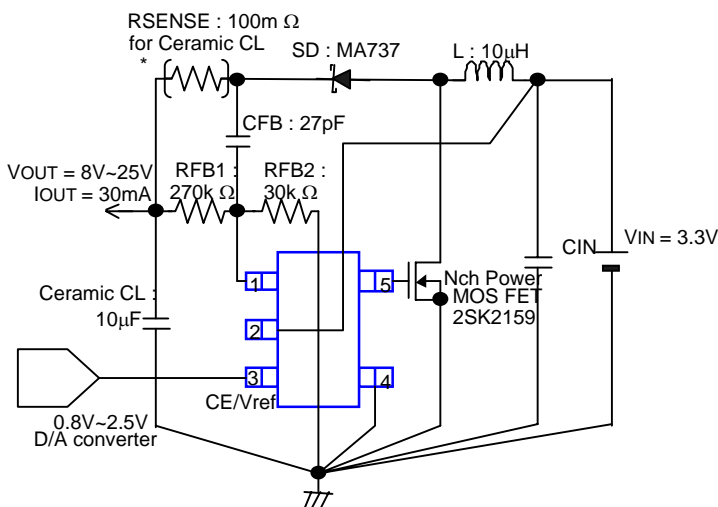 RSENSE : 100m Ω
for Ceramic CL
*
SD : MA737
L : 10μH
CFB : 27pF
VOUT = 8V~25V
IOUT = 30mA
RFB1 :
270k Ω
RFB2 :
30k Ω
CIN
VIN = 3.3V
1
5
Nch Power
MOS FET
2SK2159
Ceramic CL :
10μF
2
3
4
CE/Vref
0.8V~2.5V
D/A converter